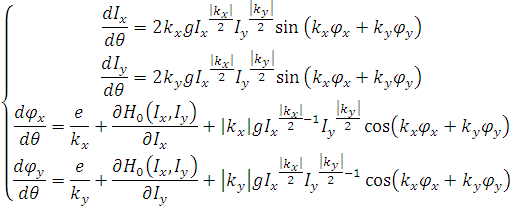 dI_x/dθ = 2k_x g I_x^{|k_x|/2} I_y^{|k_y|/2} sin (k_xφ_x + k_yφ_y)
dI_y/dθ = 2k_y g I_x^{|k_x|/2} I_y^{|k_y|/2} sin (k_xφ_x + k_yφ_y)
dφ_x/dθ = e/k_x + ∂H_0(I_x,I_y)/∂I_x + |k_x| g I_x^{|k_x|/2 −1} I_y^{|k_y|/2} cos(k_xφ_x + k_yφ_y)
dφ_y/dθ = e/k_y + ∂H_0(I_x,I_y)/∂I_y + |k_y| g I_x^{|k_x|/2} I_y^{|k_y|/2 −1} cos(k_xφ_x + k_yφ_y)